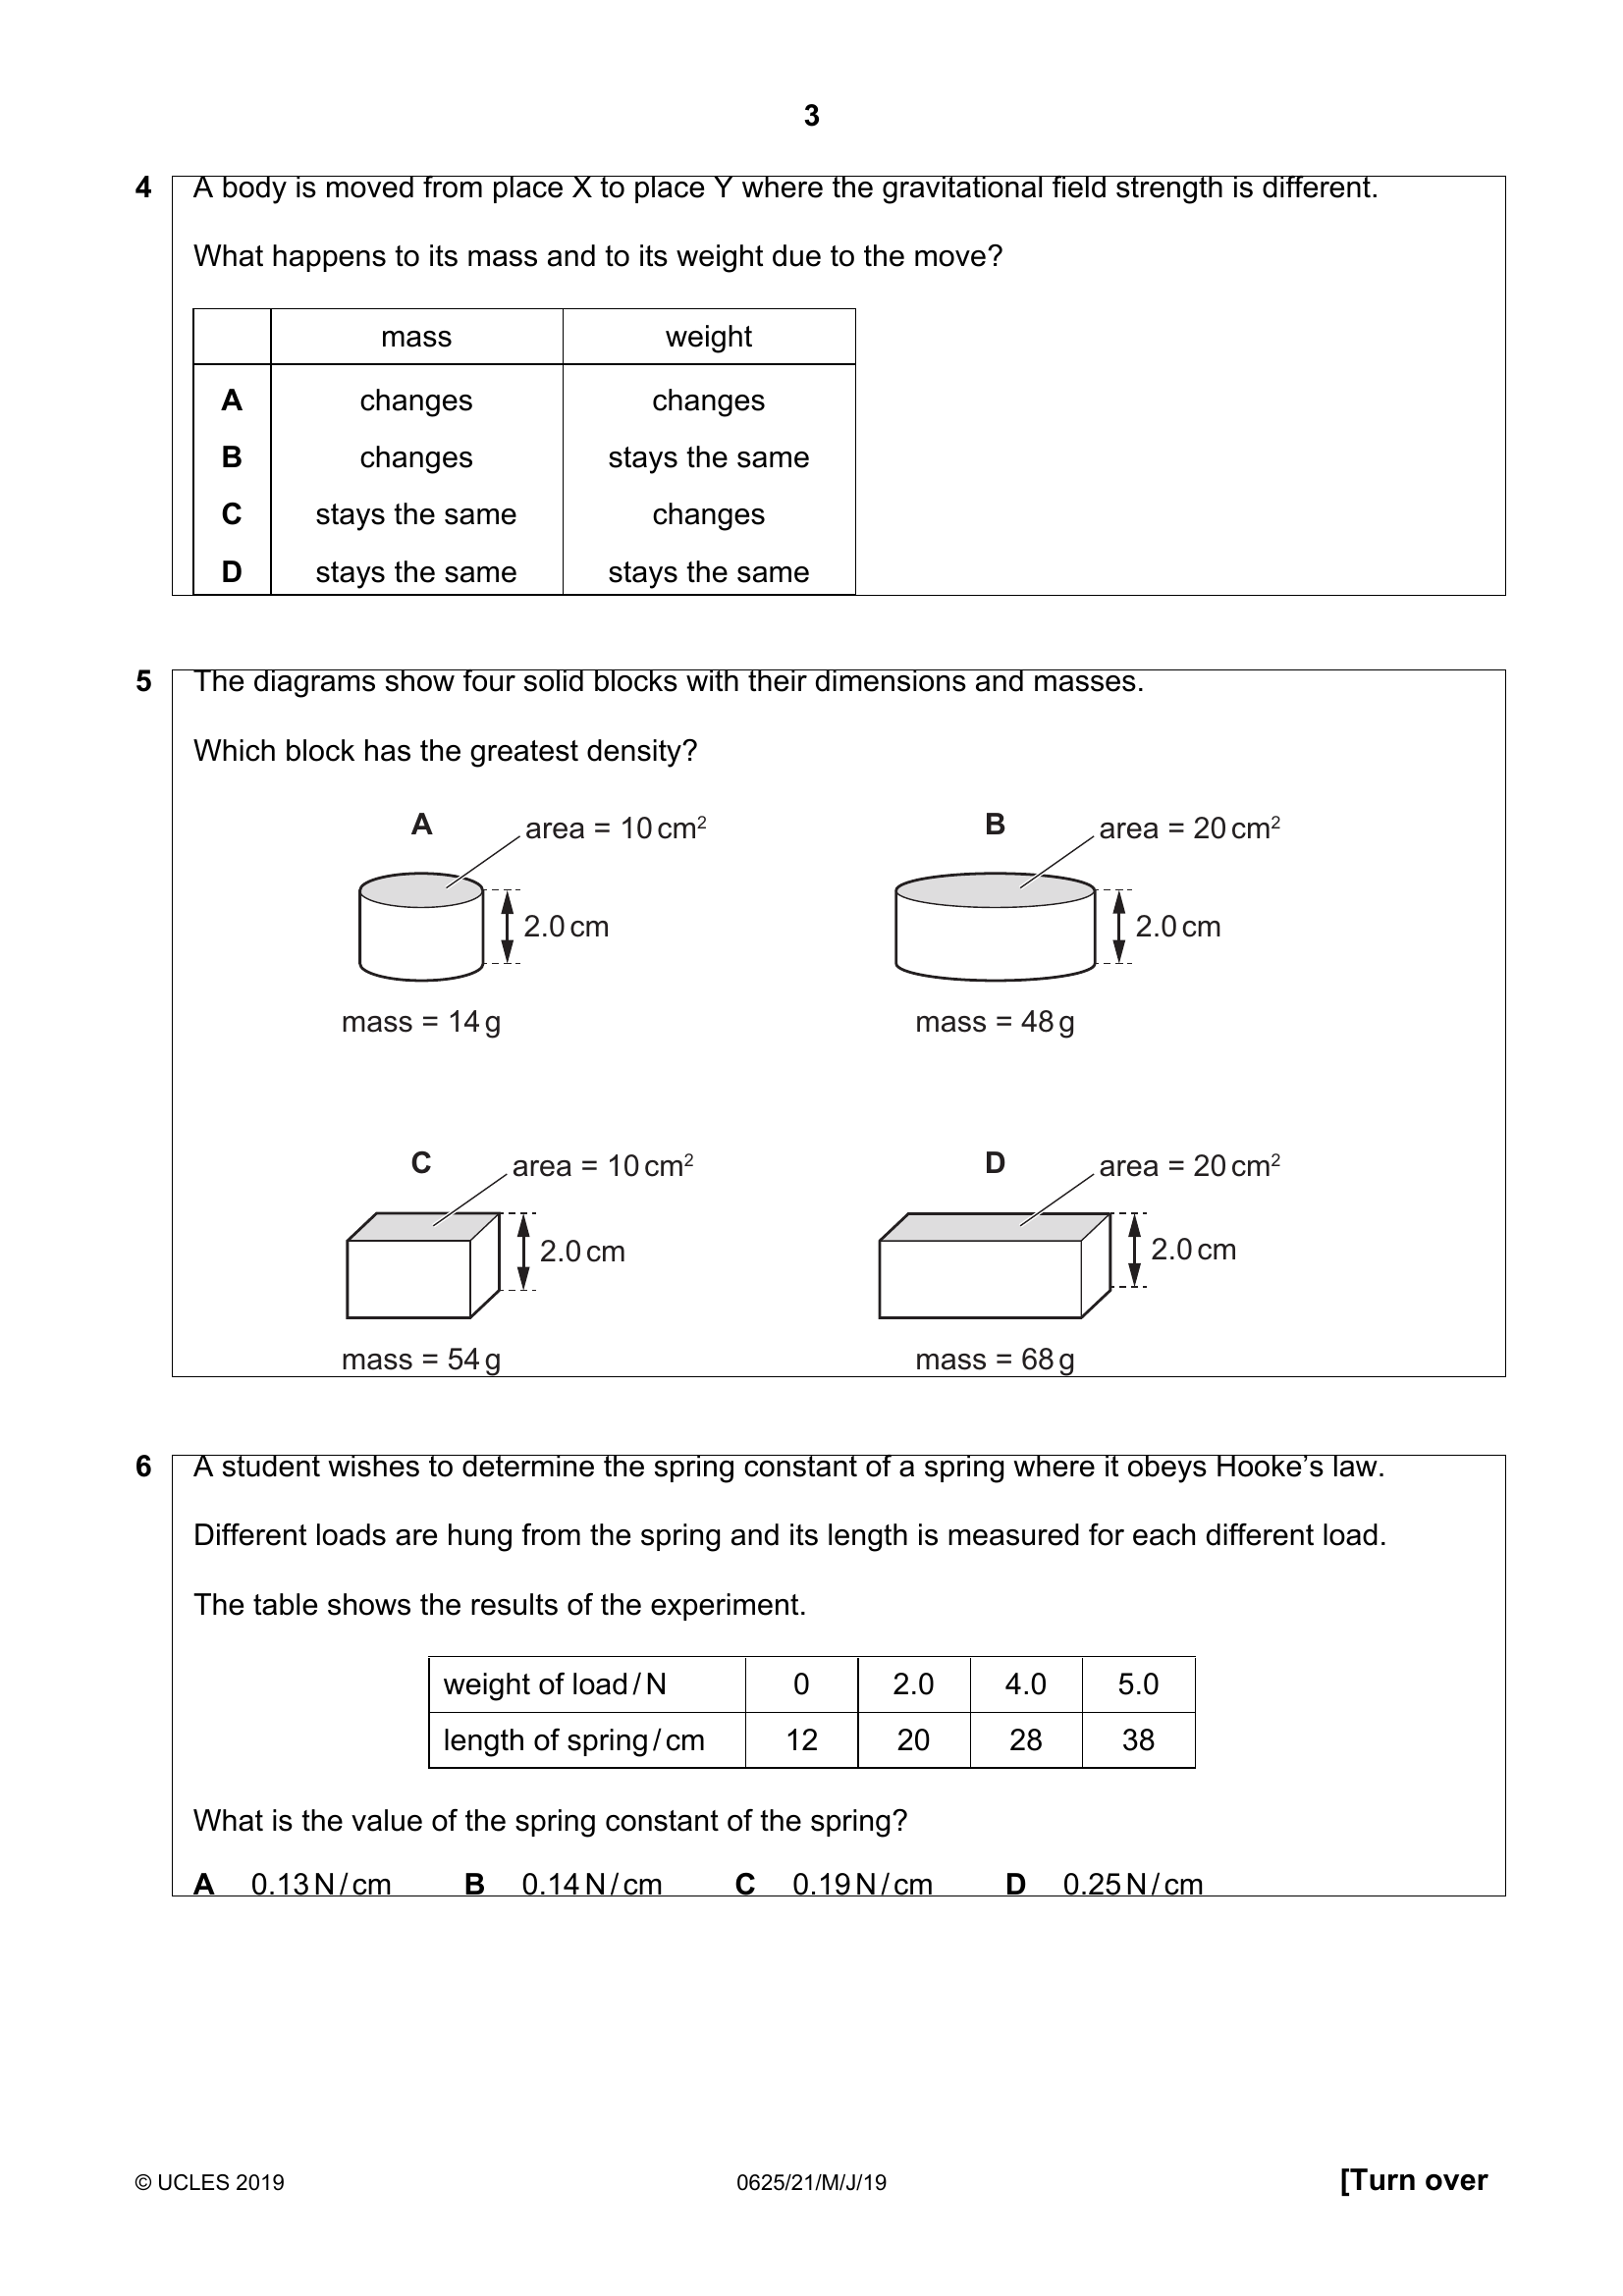 3
4 A body is moved from place X to place Y where the gravitational field strength is different.
What happens to its mass and to its weight due to the move?
mass weight
A changes changes
B changes stays the same
C stays the same changes
D stays the same stays the same
5 The diagrams show four solid blocks with their dimensions and masses.
Which block has the greatest density?
A area = 10 cm² B area = 20 cm²
2.0 cm 2.0 cm
mass = 14 g mass = 48 g
C area = 10 cm² D area = 20 cm²
2.0 cm 2.0 cm
mass = 54 g mass = 68 g
6 A student wishes to determine the spring constant of a spring where it obeys Hooke’s law.
Different loads are hung from the spring and its length is measured for each different load.
The table shows the results of the experiment.
weight of load / N 0 2.0 4.0 5.0
length of spring / cm 12 20 28 38
What is the value of the spring constant of the spring?
A 0.13 N / cm B 0.14 N / cm C 0.19 N / cm D 0.25 N / cm
© UCLES 2019 0625/21/M/J/19 [Turn over